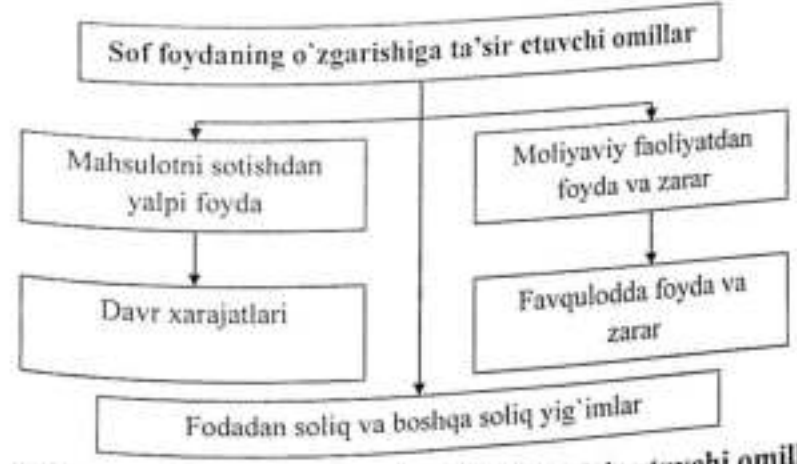 Sof foydaning o`zgarishiga ta’sir etuvchi omillar
Mahsulotni sotishdan
yalpi foyda
Moliyaviy faoliyatdan
foyda va zarar
Davr xarajatlari
Favqulodda foyda va
zarar
Fodadan soliq va boshqa soliq yig`imlar